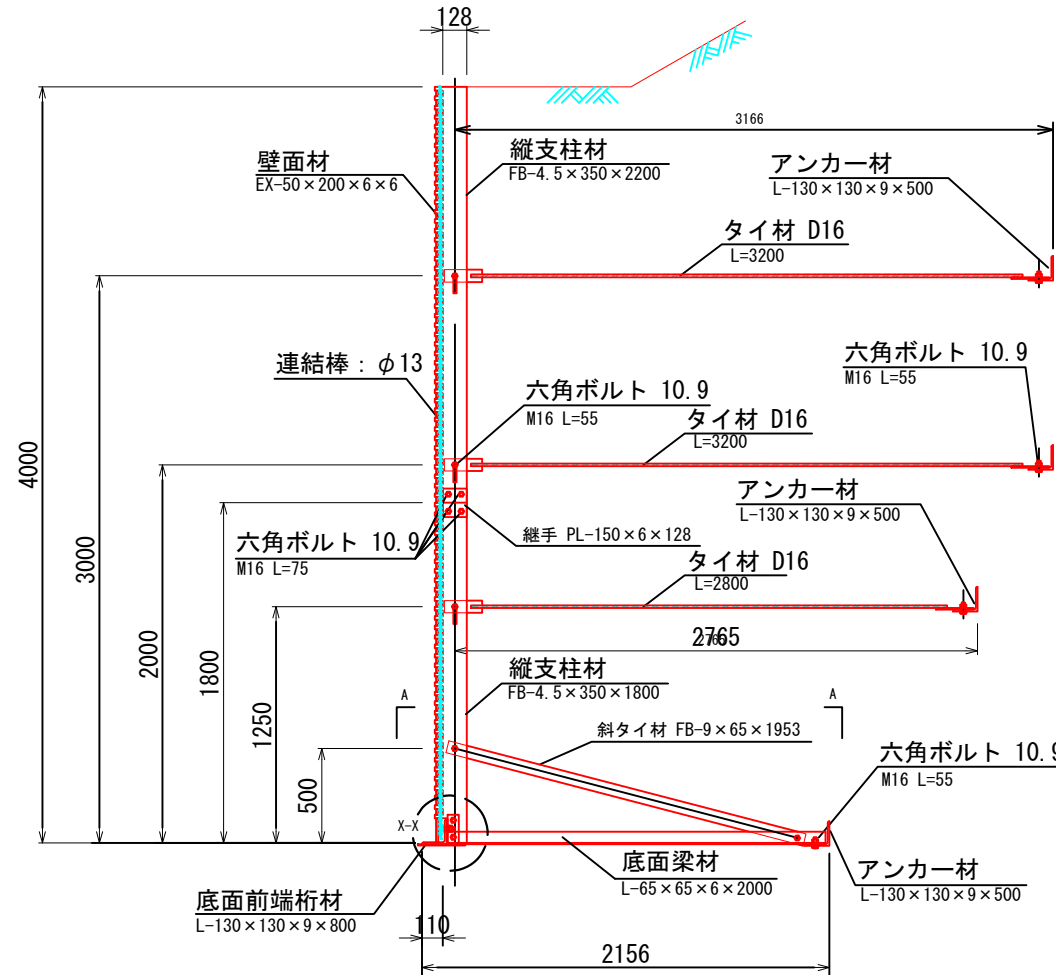 128
3166
壁面材
EX-50×200×6×6
縦支柱材
FB-4.5×350×2200
アンカー材
L-130×130×9×500
タイ材 D16
L=3200
連結棒：φ13
六角ボルト 10.9
M16 L=55
六角ボルト 10.9
M16 L=55
タイ材 D16
L=3200
アンカー材
L-130×130×9×500
4000
3000
2000
1800
1250
500
六角ボルト 10.9
M16 L=75
継手 PL-150×6×128
タイ材 D16
L=2800
2765
縦支柱材
FB-4.5×350×1800
A
A
斜タイ材 FB-9×65×1953
六角ボルト 10.9
M16 L=55
X-X
底面梁材
L-65×65×6×2000
アンカー材
L-130×130×9×500
底面前端桁材
L-130×130×9×800
110
2156